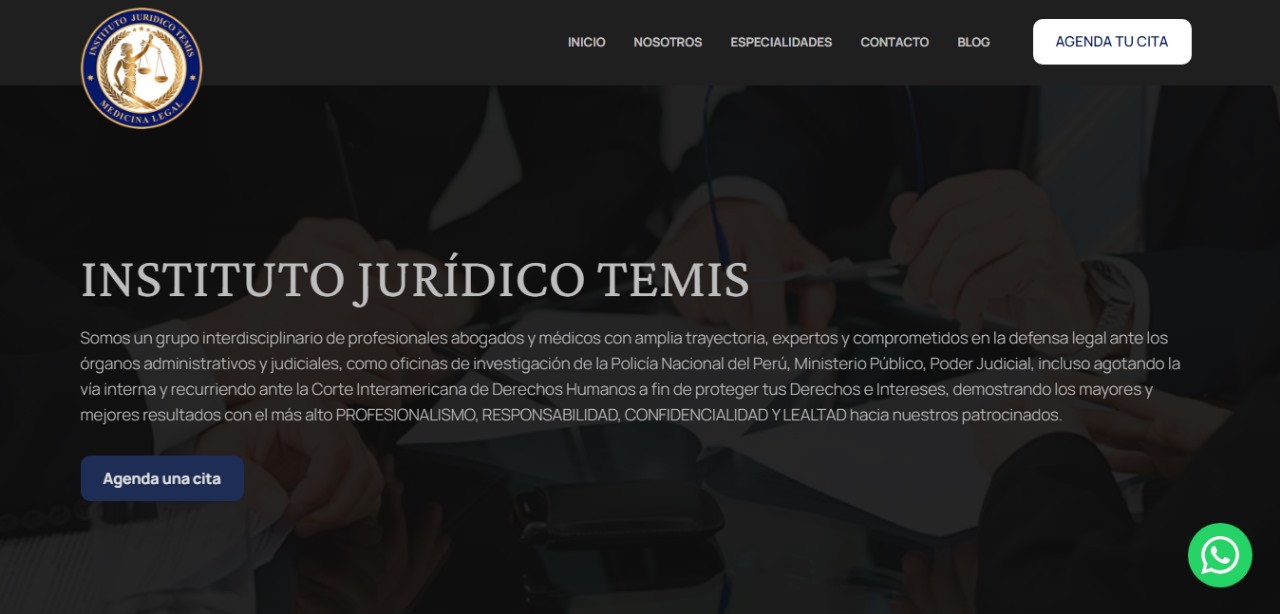 INSTITUTO JURIDICO TEMIS
MEDICINA LEGAL
INICIO NOSOTROS ESPECIALIDADES CONTACTO BLOG AGENDA TU CITA
INSTITUTO JURÍDICO TEMIS
Somos un grupo interdisciplinario de profesionales abogados y médicos con amplia trayectoria, expertos y comprometidos en la defensa legal ante los
órganos administrativos y judiciales, como oficinas de investigación de la Policía Nacional del Perú, Ministerio Público, Poder Judicial, incluso agotando la
vía interna y recurriendo ante la Corte Interamericana de Derechos Humanos a fin de proteger tus Derechos e Intereses, demostrando los mayores y
mejores resultados con el más alto PROFESIONALISMO, RESPONSABILIDAD, CONFIDENCIALIDAD Y LEALTAD hacia nuestros patrocinados.
Agenda una cita